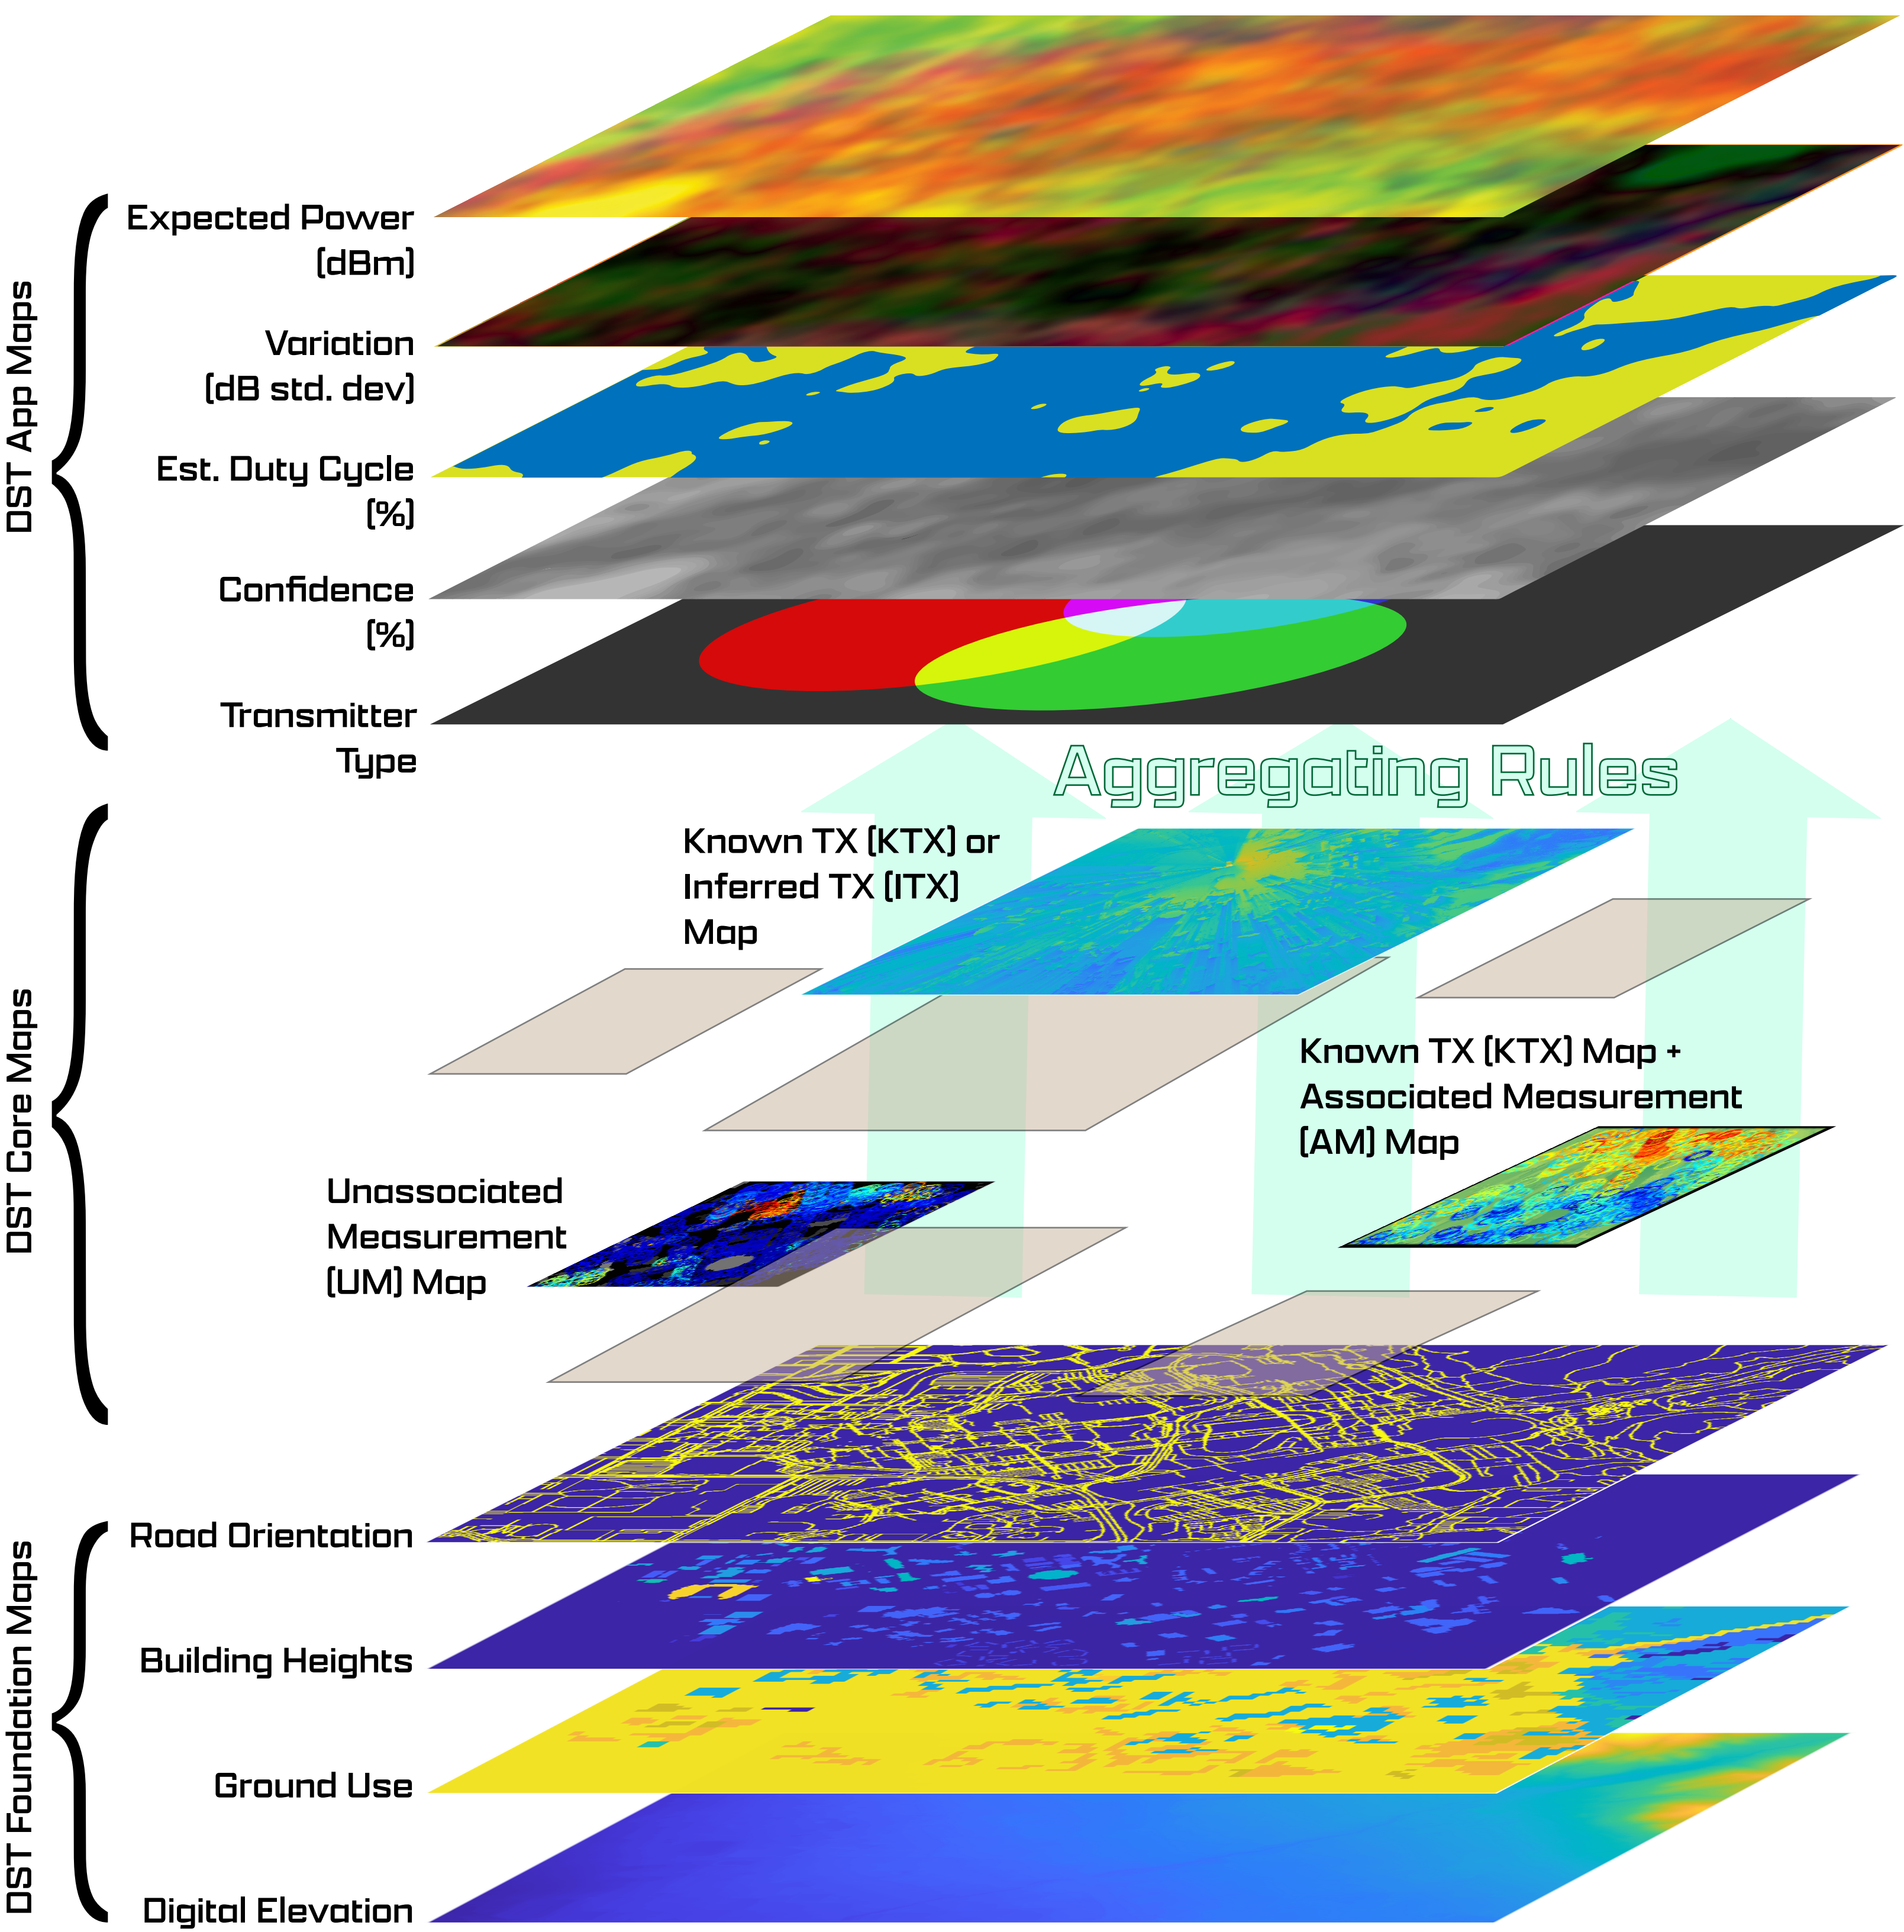 DST App Maps
Expected Power
(dBm)
Variation
(dB std. dev)
Est. Duty Cycle
(%)
Confidence
(%)
Transmitter
Type
Aggregating Rules
DST Core Maps
Known TX (KTX) or
Inferred TX (ITX)
Map
Known TX (KTX) Map +
Associated Measurement
(AM) Map
Unassociated
Measurement
(UM) Map
DST Foundation Maps
Road Orientation
Building Heights
Ground Use
Digital Elevation